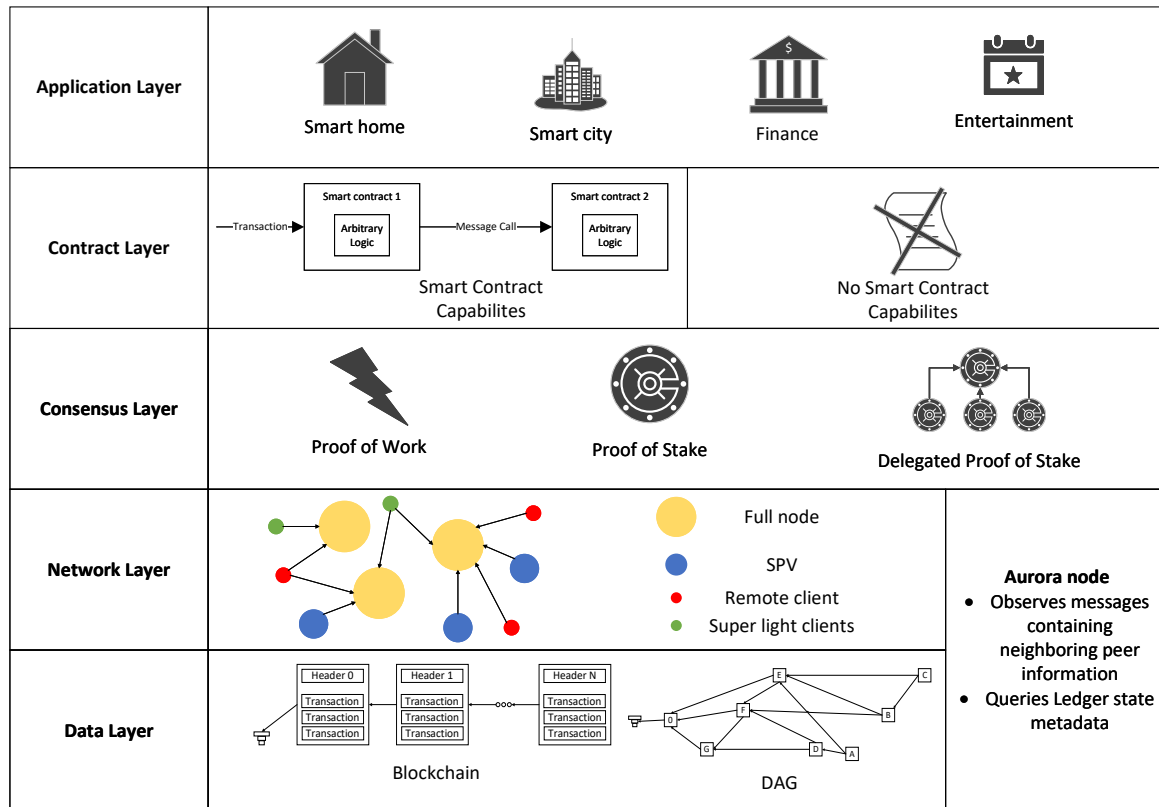 Application Layer
Smart home
Smart city
$
Finance
Entertainment
Contract Layer
Transaction
Smart contract 1
Arbitrary
Logic
Message Call
Smart contract 2
Arbitrary
Logic
Smart Contract
Capabilites
No Smart Contract
Capabilites
Consensus Layer
Proof of Work
Proof of Stake
Delegated Proof of Stake
Network Layer
Full node
SPV
Remote client
Super light clients
Aurora node
• Observes messages
containing
neighboring peer
information
• Queries Ledger state
metadata
Data Layer
Header 0
Transaction
Transaction
Transaction
Header 1
Transaction
Transaction
Transaction
Header N
Transaction
Transaction
Transaction
Blockchain
0
E
C
F
B
G
D
A
DAG